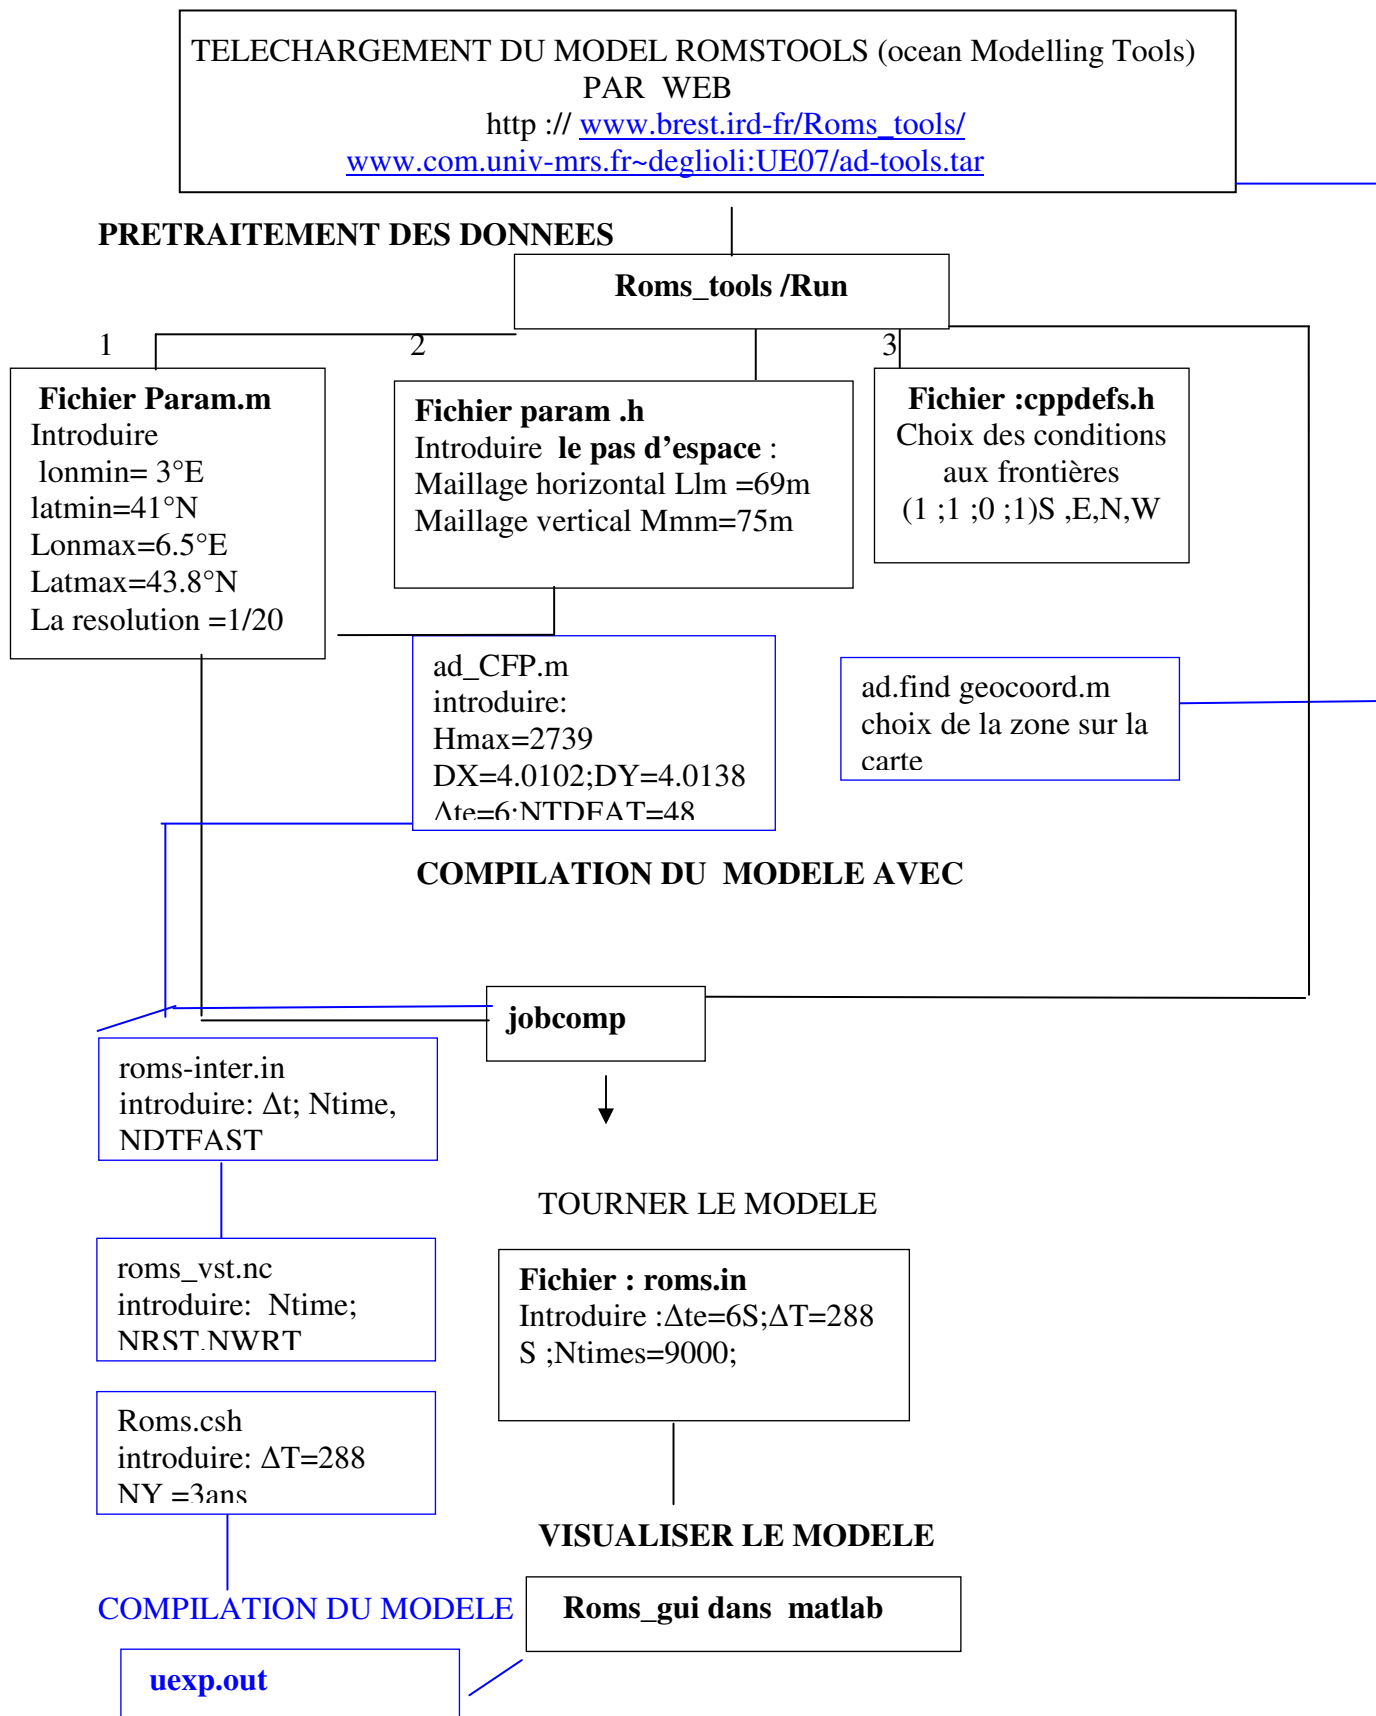 TELECHARGEMENT DU MODEL ROMSTOOLS (ocean Modelling Tools)
PAR WEB
http :// www.brest.ird-fr/Roms_tools/
www.com.univ-mrs.fr~deglioli:UE07/ad-tools.tar
PRETRAITEMENT DES DONNEES
Roms_tools /Run
1
2
3
Fichier Param.m
Introduire
lonmin= 3°E
latmin=41°N
Lonmax=6.5°E
Latmax=43.8°N
La resolution =1/20
Fichier param .h
Introduire le pas d'espace :
Maillage horizontal Llm =69m
Maillage vertical Mmm=75m
Fichier :cppdefs.h
Choix des conditions
aux frontières
(1 ;1 ;0 ;1)S ,E,N,W
ad_CFP.m
introduire:
Hmax=2739
DX=4.0102;DY=4.0138
Δte=6;NTDFAT=48
ad.find geocoord.m
choix de la zone sur la
carte
COMPILATION DU MODELE AVEC
jobcomp
roms-inter.in
introduire: Δt; Ntime,
NDTFAST
TOURNER LE MODELE
roms_vst.nc
introduire: Ntime;
NRST,NWRT
Fichier : roms.in
Introduire :Δte=6S;ΔT=288
S ;Ntimes=9000;
Roms.csh
introduire: ΔT=288
NY =3ans
VISUALISER LE MODELE
COMPILATION DU MODELE
Roms_gui dans matlab
uexp.out